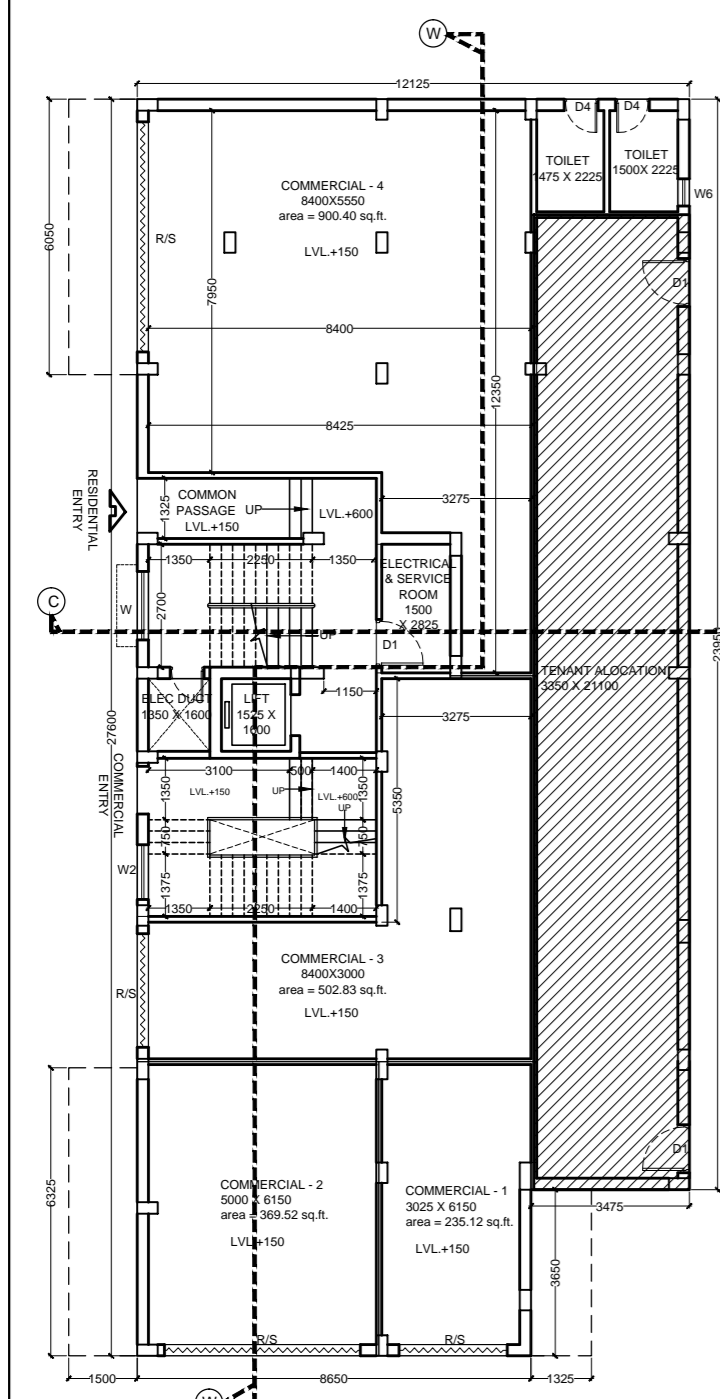 W
12125
D4
D4
TOILET
1475 X 2225
TOILET
1500X 2225
W6
COMMERCIAL - 4
8400X5550
area = 900.40 sq.ft.
LVL.+150
R/S
6050
7950
D1
8400
12350
8425
3275
RESIDENTIAL
ENTRY
COMMON
PASSAGE
LVL.+150
1325
UP
LVL.+600
1350
2250
1350
ELECTRICAL
& SERVICE
ROOM
1500
X 2825
C
W
2700
UP
D1
23950
TENANT ALOCATION
3350 X 21100
ELEC DUCT
1350 X 1600
LIFT
1525 X
1600
1150
3275
27600
COMMERCIAL
ENTRY
3100
500
1400
1350
LVL.+150
UP
LVL.+600
UP
1350
5350
750
750
W2
1375
1375
1350
2250
1400
COMMERCIAL - 3
8400X3000
area = 502.83 sq.ft.
LVL.+150
R/S
6325
COMMERCIAL - 2
5000 X 6150
area = 369.52 sq.ft.
LVL+150
COMMERCIAL - 1
3025 X 6150
area = 235.12 sq.ft.
LVL.+150
D1
3475
3650
R/S
R/S
1500
8650
1325
W